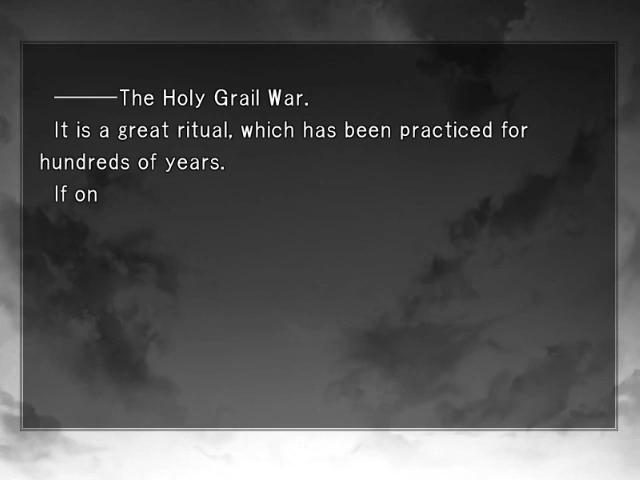 ———The Holy Grail War.
It is a great ritual, which has been practiced for
hundreds of years.
If on